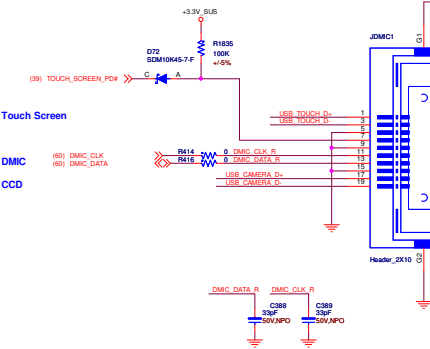 +3.3V_SUS
R1835
100K
+/-5%
D72
SDM10K45-7-F
(39) TOUCH_SCREEN_PD#
C
A
JDMIC1
G1
Touch Screen
USB_TOUCH_D+
1
USB_TOUCH_D-
3
5
7
9
DMIC
(60) DMIC_CLK
R414
0
DMIC_CLK_R
11
(60) DMIC_DATA
R416
0
DMIC_DATA_R
13
15
CCD
USB_CAMERA_D+
17
USB_CAMERA_D-
19
Header_2X10
G2
DMIC_DATA_R
DMIC_CLK_R
C388
33pF
50V,NPO
C389
33pF
50V,NPO